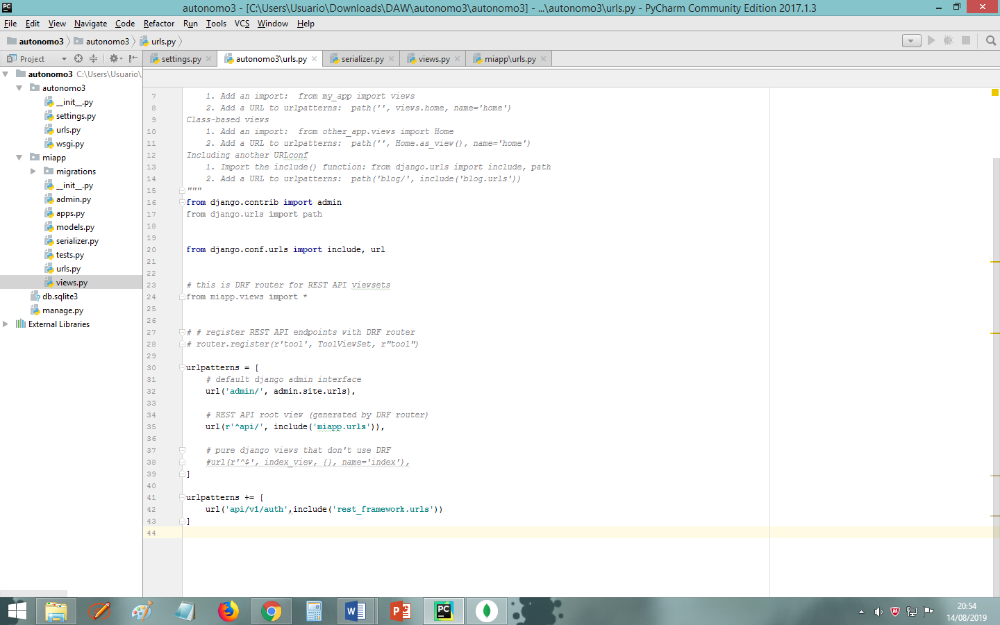 autonomo3 - [C:\Users\Usuario\Downloads\DAW\autonomo3\autonomo3] - ...\autonomo3\urls.py - PyCharm Community Edition 2017.1.3
File Edit View Navigate Code Refactor Run Tools VCS Window Help
autonomo3 autonomo3 urls.py
Project settings.py autonomo3\urls.py serializer.py views.py miapp\urls.py
autonomo3 C:\Users\Usuario\
autonomo3
__init__.py
settings.py
urls.py
wsgi.py
miapp
migrations
__init__.py
admin.py
apps.py
models.py
serializer.py
tests.py
urls.py
views.py
db.sqlite3
manage.py
External Libraries
7 1. Add an import:  from my_app import views
8 2. Add a URL to urlpatterns:  path('', views.home, name='home')
9 Class-based views
10 1. Add an import:  from other_app.views import Home
11 2. Add a URL to urlpatterns:  path('', Home.as_view(), name='home')
12 Including another URLconf
13 1. Import the include() function: from django.urls import include, path
14 2. Add a URL to urlpatterns:  path('blog/', include('blog.urls'))
15 """
16 from django.contrib import admin
17 from django.urls import path
18
19
20 from django.conf.urls import include, url
21
22
23 # this is DRF router for REST API viewsets
24 from miapp.views import *
25
26
27 # # register REST API endpoints with DRF router
28 # router.register(r'tool', ToolViewSet, r"tool")
29
30 urlpatterns = [
31 # default django admin interface
32 url('admin/', admin.site.urls),
33
34 # REST API root view (generated by DRF router)
35 url(r'^api/', include('miapp.urls')),
36
37 # pure django views that don't use DRF
38 #url(r'^$', index_view, {}, name='index'),
39 ]
40
41 urlpatterns += [
42 url('api/v1/auth',include('rest_framework.urls'))
43 ]
44
20:54
14/08/2019